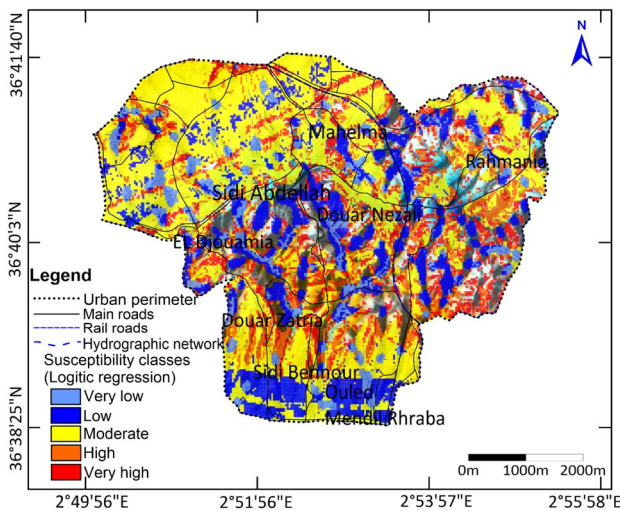 N
36°41'40"N
36°40'3"N
36°38'25"N
Mahelma
Rahmania
Sidi Abdellah
Douar Nezali
El Djouamia
Douar Zatria
Sidi Bennour
Ouled
Mendil Rhraba
Legend
Urban perimeter
Main roads
Rail roads
Hydrographic network
Susceptibility classes
(Logitic regression)
Very low
Low
Moderate
High
Very high
0m 1000m 2000m
2°49'56"E 2°51'56"E 2°53'57"E 2°55'58"E